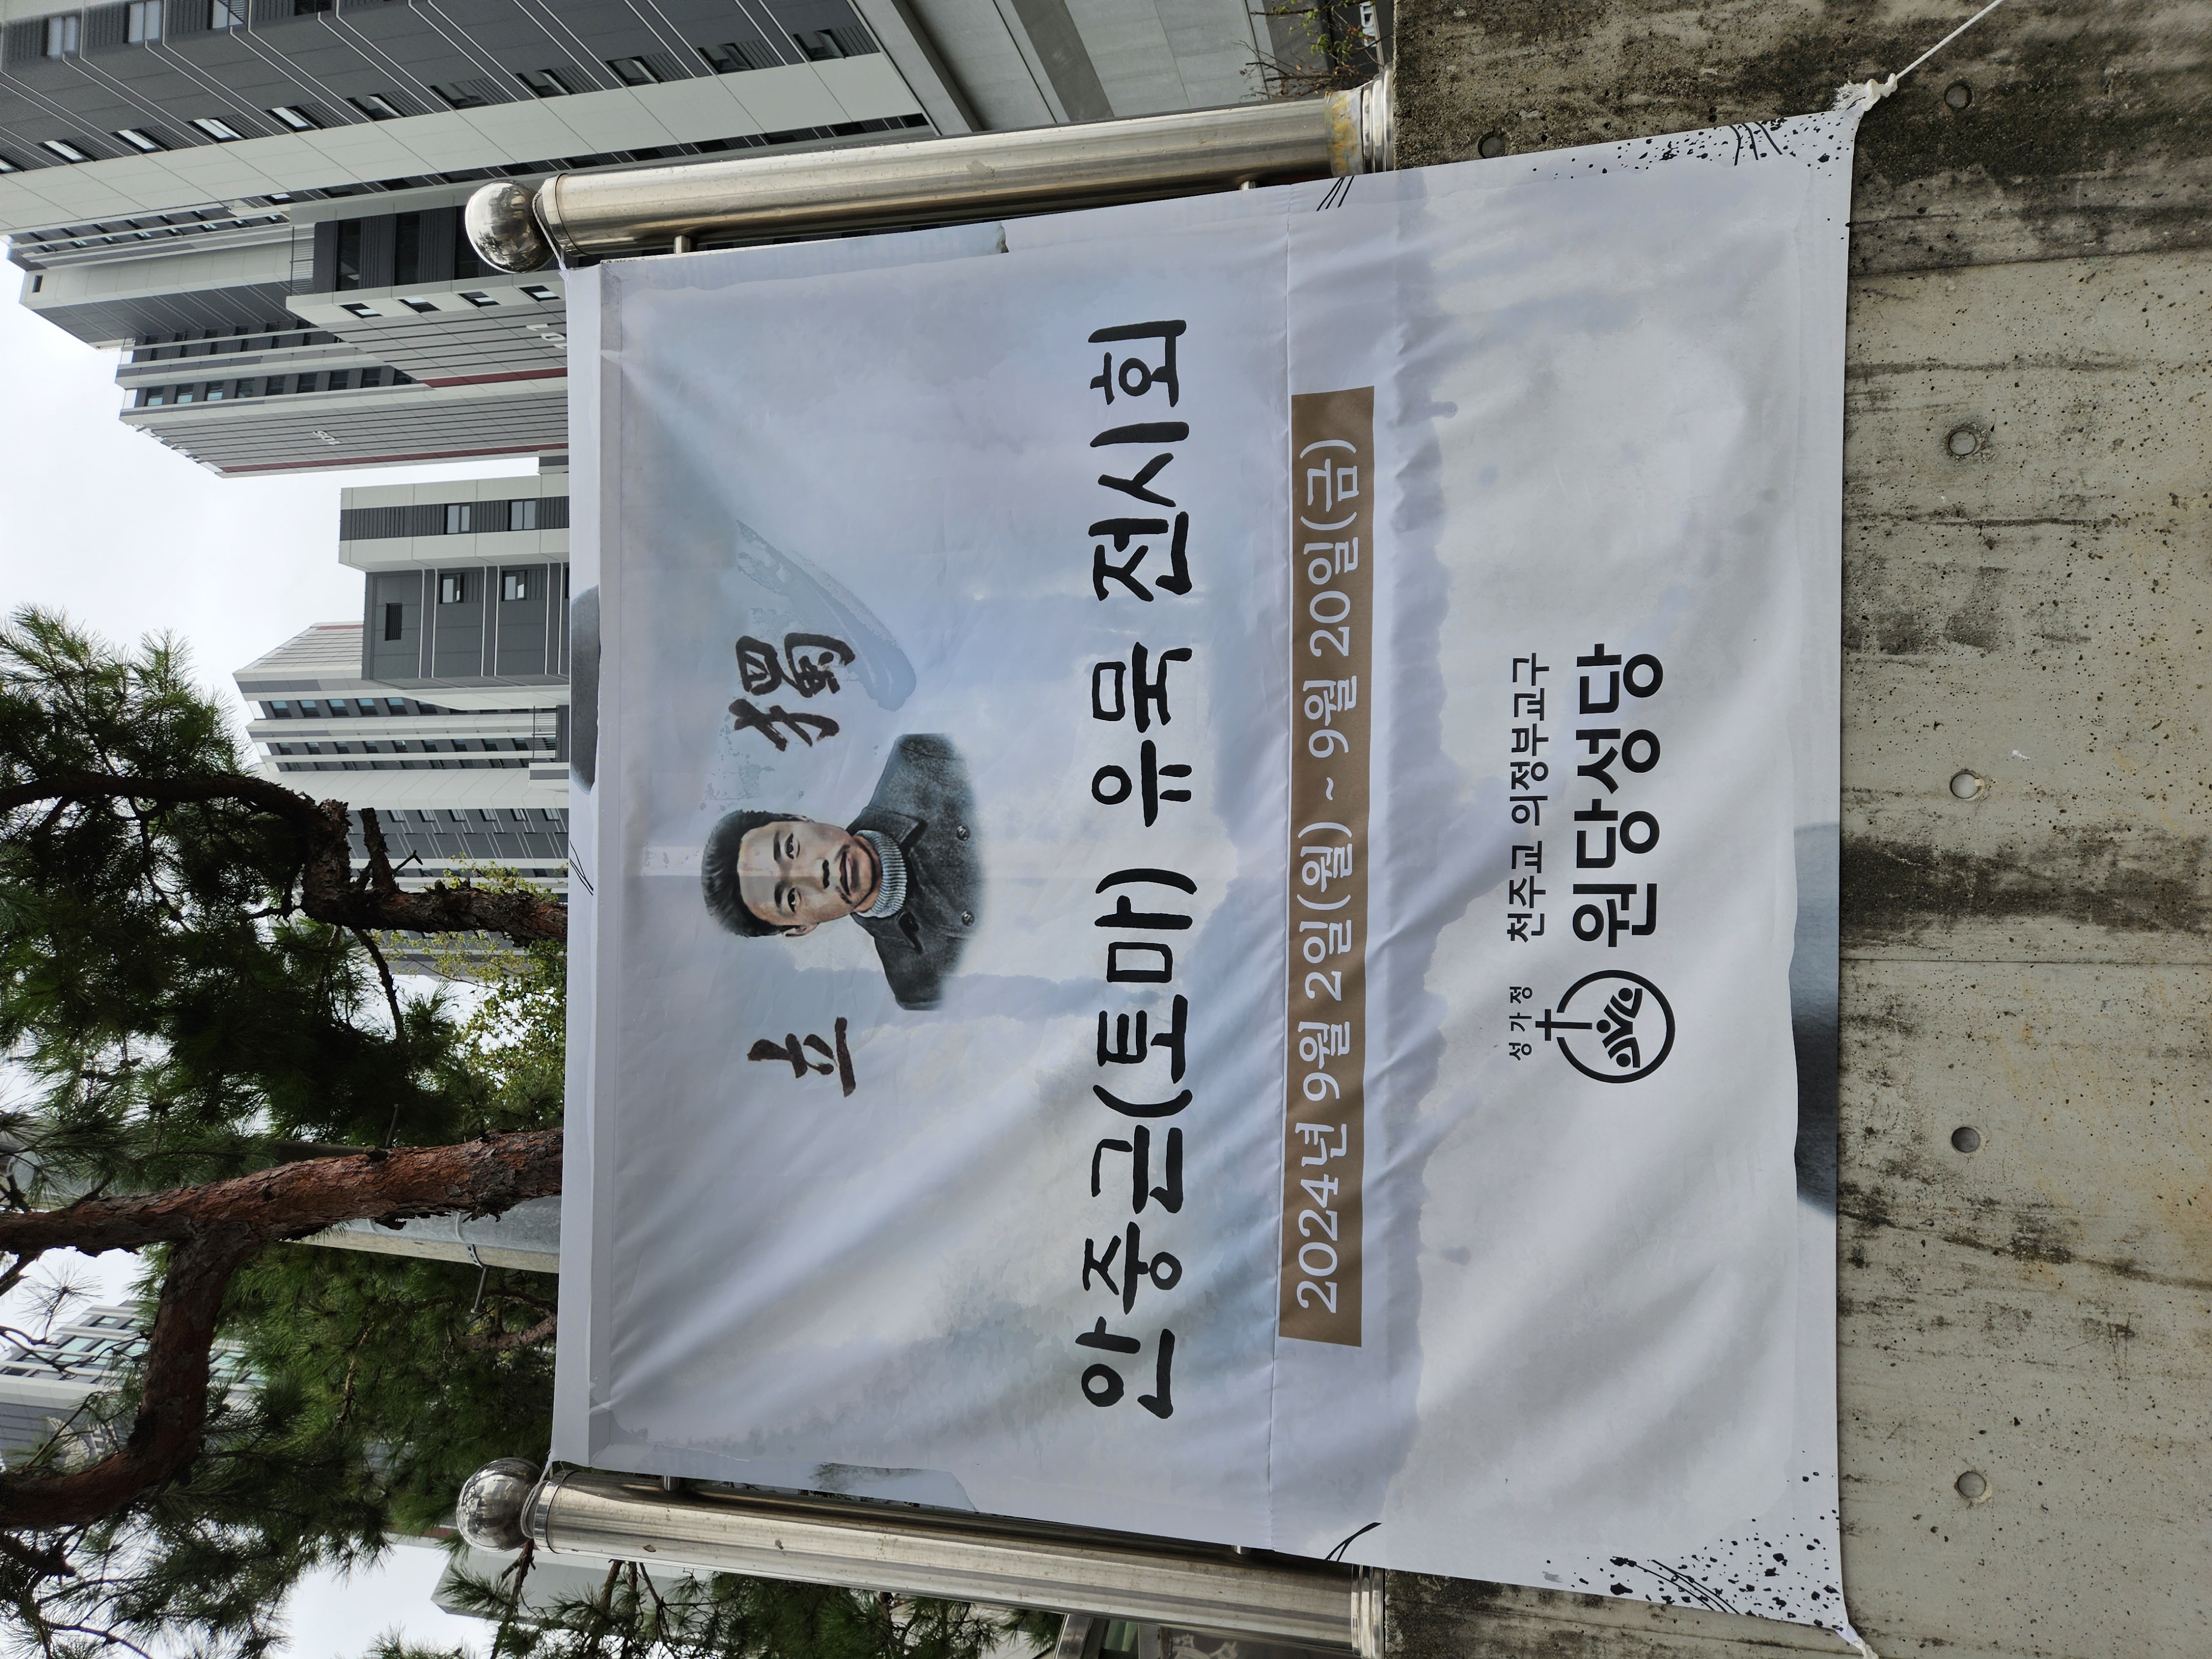 立 獨
안중근(토마) 유묵 전시회
2024년 9월 2일(월) ~ 9월 20일(금)
성가정
천주교 의정부교구
원당성당